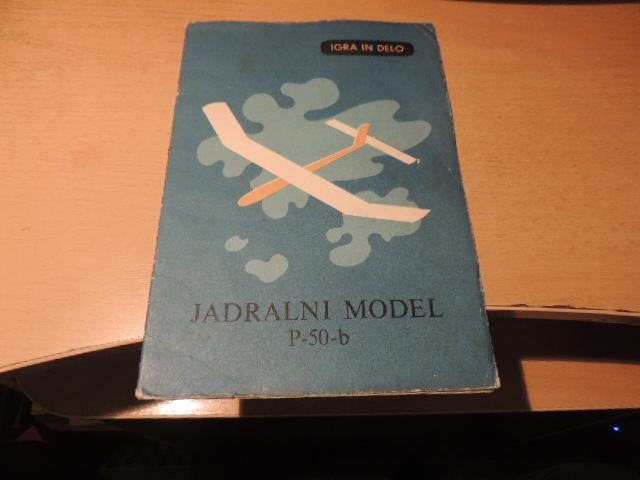 IGRA IN DELO
JADRALNI MODEL
P-50-b